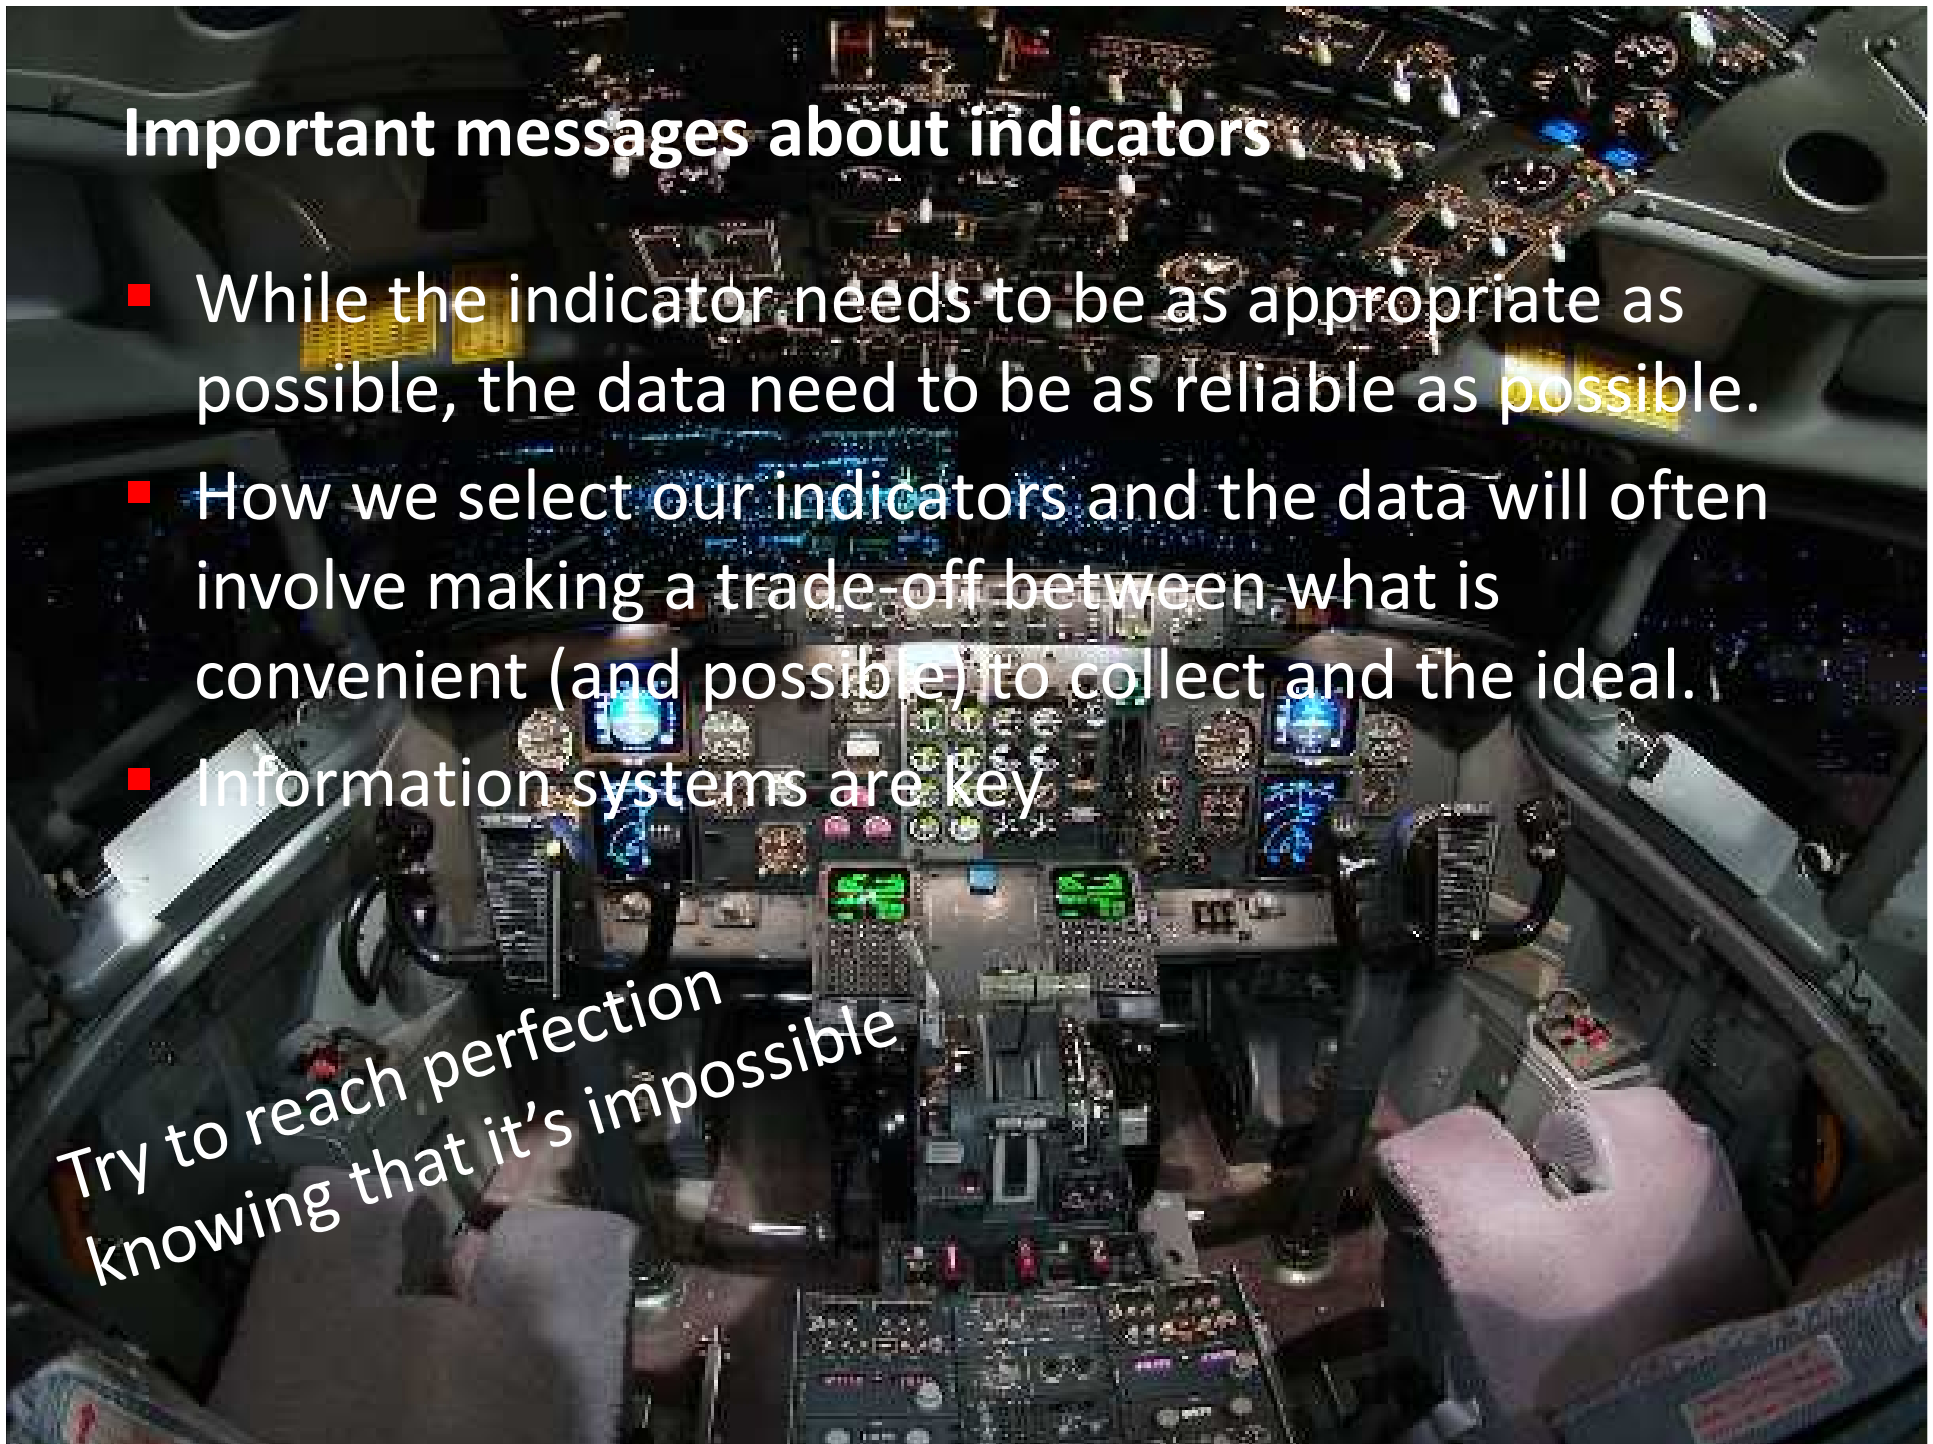 Important messages about indicators
While the indicator needs to be as appropriate as
possible, the data need to be as reliable as possible.
How we select our indicators and the data will often
involve making a trade-off between what is
convenient (and possible) to collect and the ideal.
Information systems are key
Try to reach perfection
knowing that it's impossible
1
2